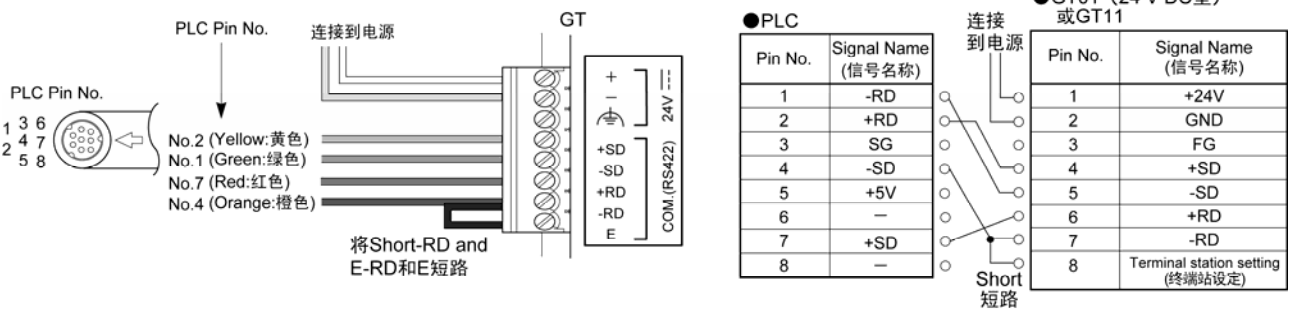 PLC Pin No.
PLC Pin No.
1 3 6
4 7
2 5 8
No.2 (Yellow:黄色)
No.1 (Green:绿色)
No.7 (Red:红色)
No.4 (Orange:橙色)
连接到电源
GT
+
−
24V
+SD
-SD
+RD
-RD
E
COM.(RS422)
将Short-RD and
E-RD和E短路
●PLC
Pin No. Signal Name
(信号名称)
1 -RD
2 +RD
3 SG
4 -SD
5 +5V
6 −
7 +SD
8 −
连接
到电源
Short
短路
或GT11
Pin No. Signal Name
(信号名称)
1 +24V
2 GND
3 FG
4 +SD
5 -SD
6 +RD
7 -RD
8 Terminal station setting
(终端站设定)